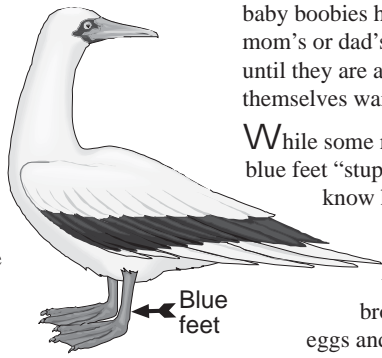 baby boobies h
mom’s or dad’s
until they are a
themselves wa
While some
blue feet “stup
know
Blue
feet
bro
eggs and